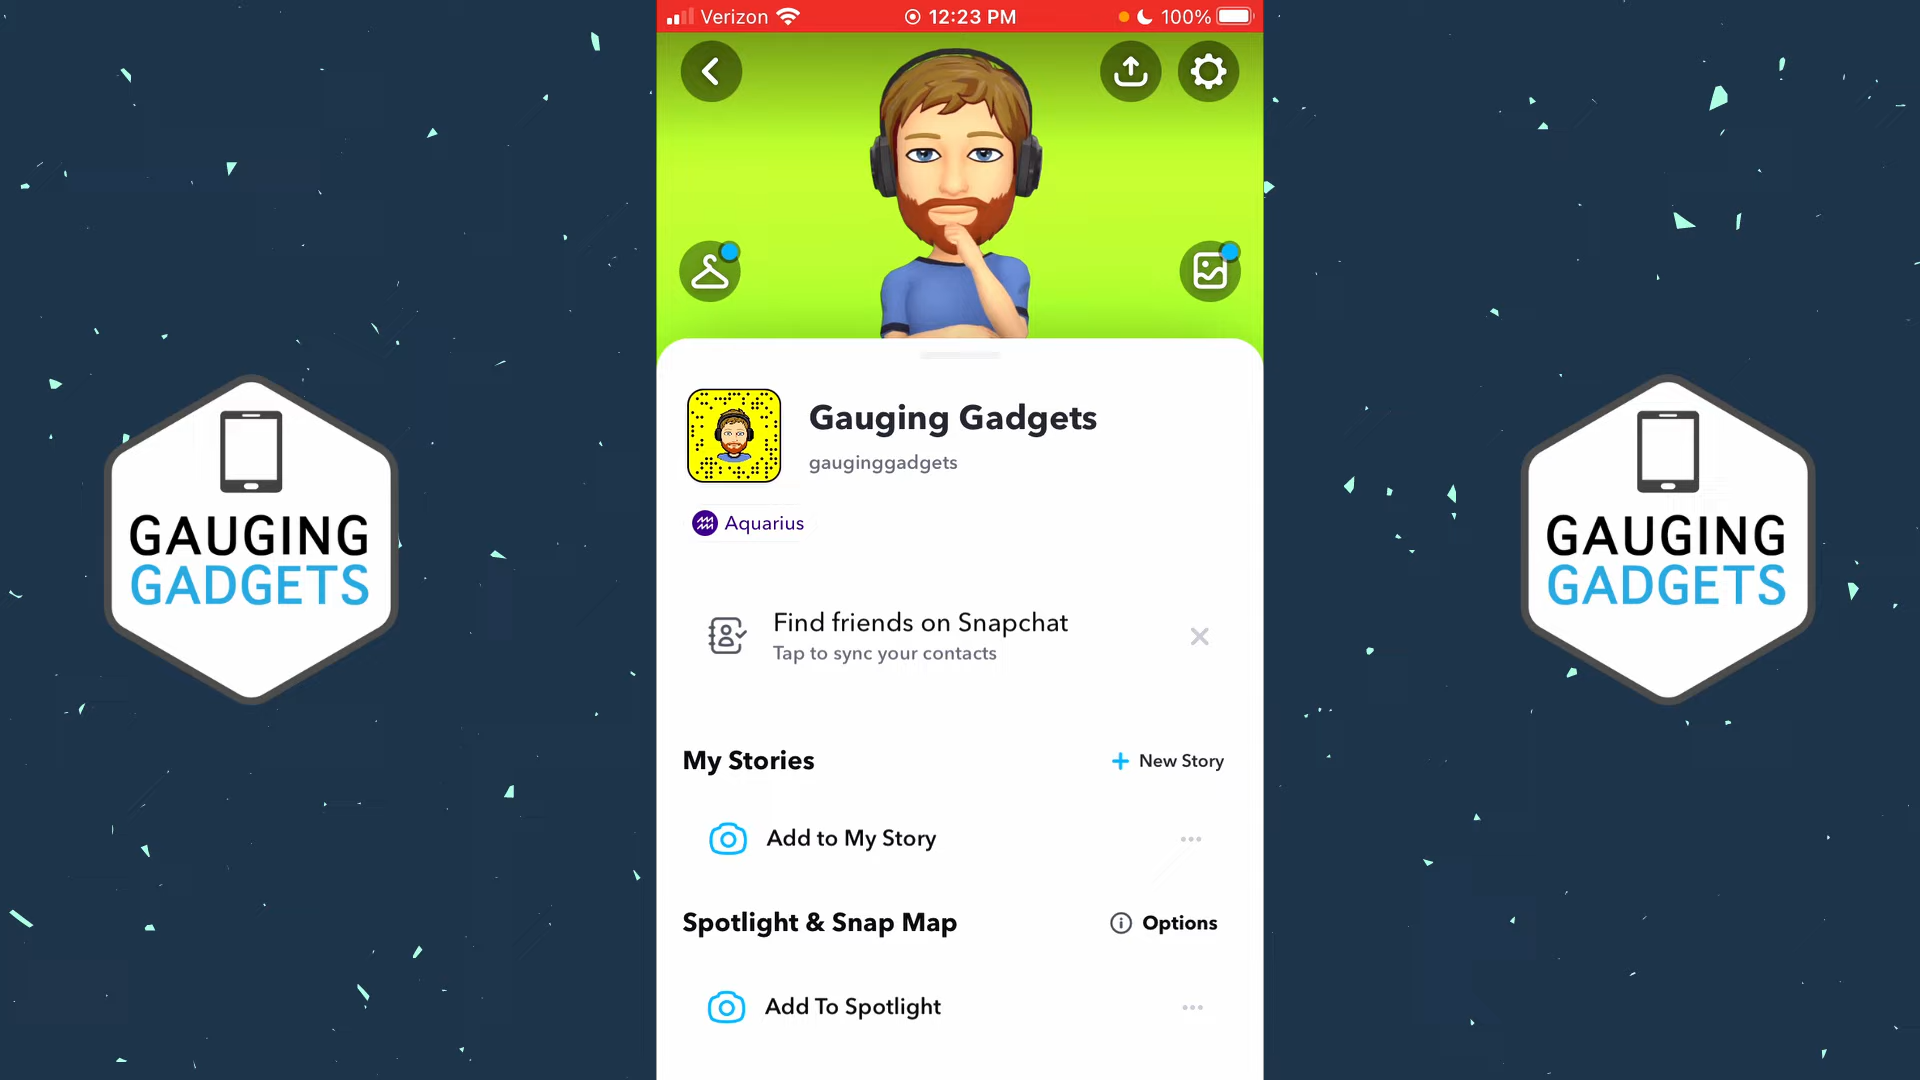 Verizon 12:23 PM 100%
Gauging Gadgets
gauginggadgets
Aquarius
Find friends on Snapchat
Tap to sync your contacts
My Stories
New Story
Add to My Story
Spotlight & Snap Map
Options
Add To Spotlight
GAUGING
GADGETS
GAUGING
GADGETS